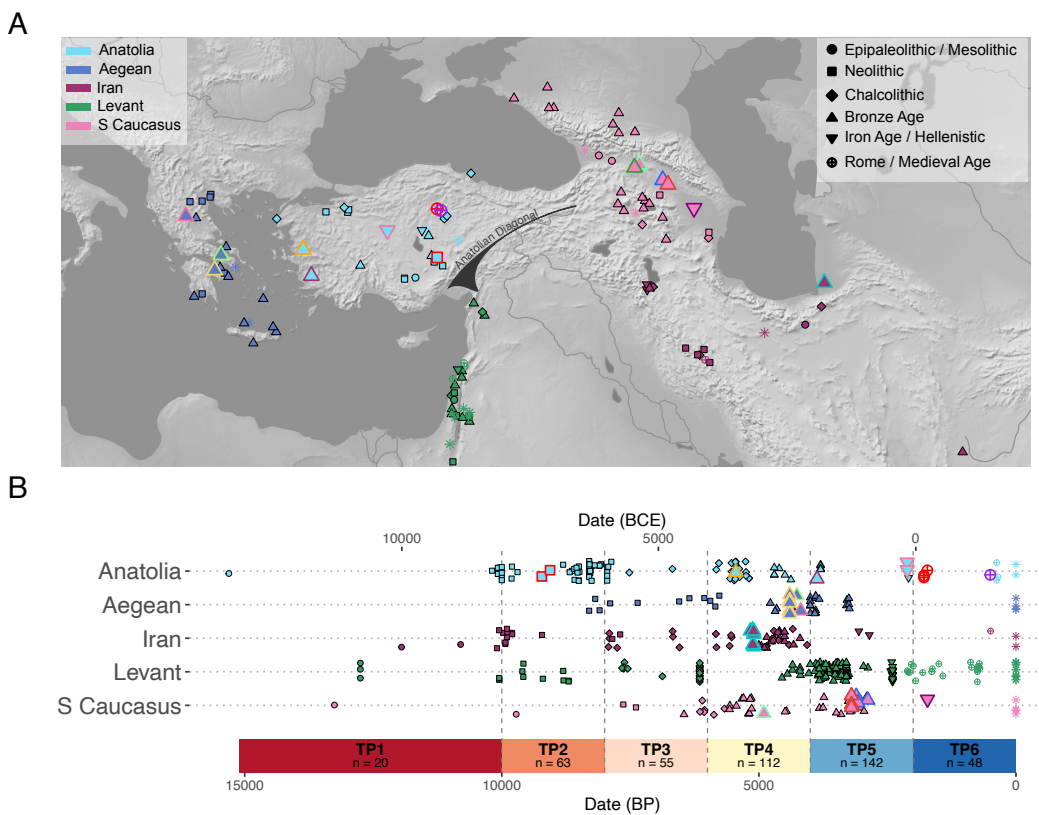 A
Anatolia
Aegean
Iran
Levant
S Caucasus
Epipaleolithic / Mesolithic
Neolithic
Chalcolithic
Bronze Age
Iron Age / Hellenistic
Rome / Medieval Age
Anatolian Diagonal
B
Date (BCE)
10000 5000 0
Anatolia
Aegean
Iran
Levant
S Caucasus
TP1 TP2 TP3 TP4 TP5 TP6
n = 20 n = 63 n = 55 n = 112 n = 142 n = 48
15000 10000 5000 0
Date (BP)